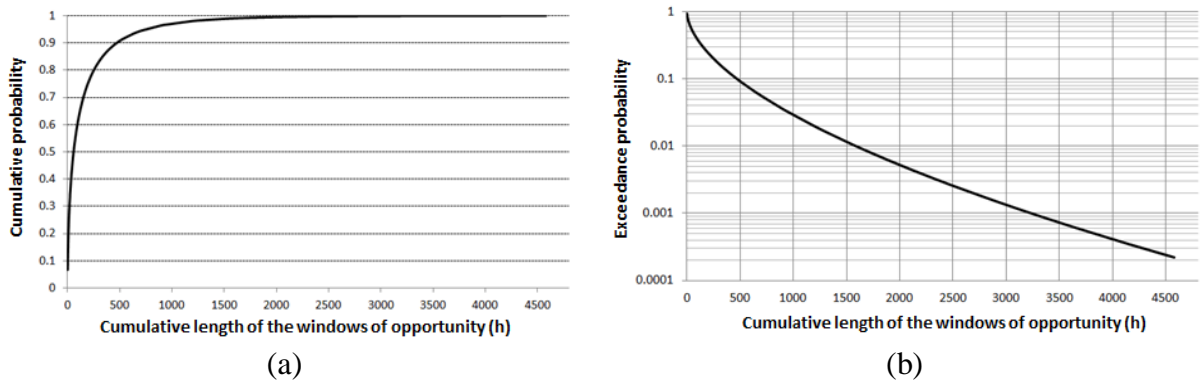 Cumulative probability
1
0.9
0.8
0.7
0.6
0.5
0.4
0.3
0.2
0.1
0
0 500 1000 1500 2000 2500 3000 3500 4000 4500
Cumulative length of the windows of opportunity (h)
(a)
Exceedance probability
1
0.1
0.01
0.001
0.0001
0 500 1000 1500 2000 2500 3000 3500 4000 4500
Cumulative length of the windows of opportunity (h)
(b)